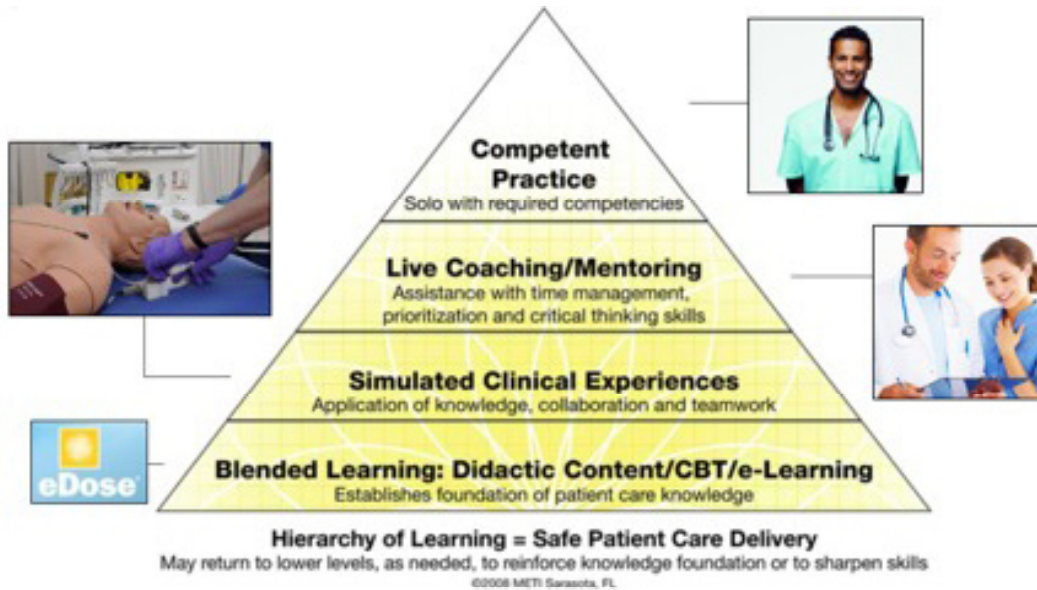 Competent
Practice
Solo with required competencies
Live Coaching/Mentoring
Assistance with time management,
prioritization and critical thinking skills
Simulated Clinical Experiences
Application of knowledge, collaboration and teamwork
eDose®
Blended Learning: Didactic Content/CBT/e-Learning
Establishes foundation of patient care knowledge
Hierarchy of Learning = Safe Patient Care Delivery
May return to lower levels, as needed, to reinforce knowledge foundation or to sharpen skills
©2008 METI Sarasota, FL